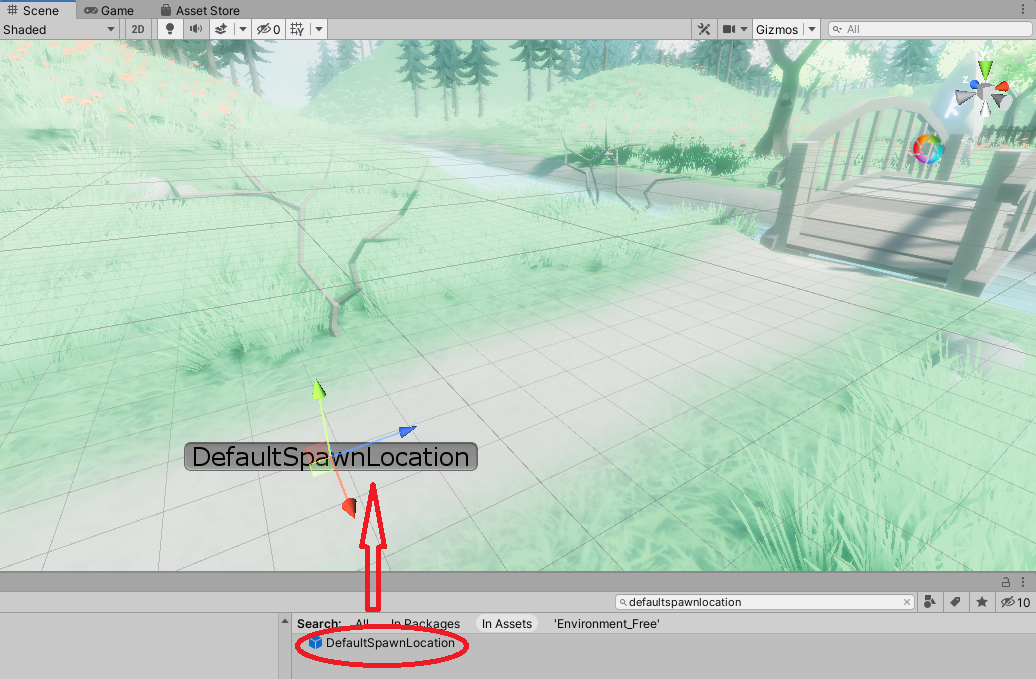 Scene Game Asset Store
Shaded 2D 0 Gizmos All
z
DefaultSpawnLocation
defaultspawnlocation 10
Search: All In Packages In Assets 'Environment_Free'
DefaultSpawnLocation